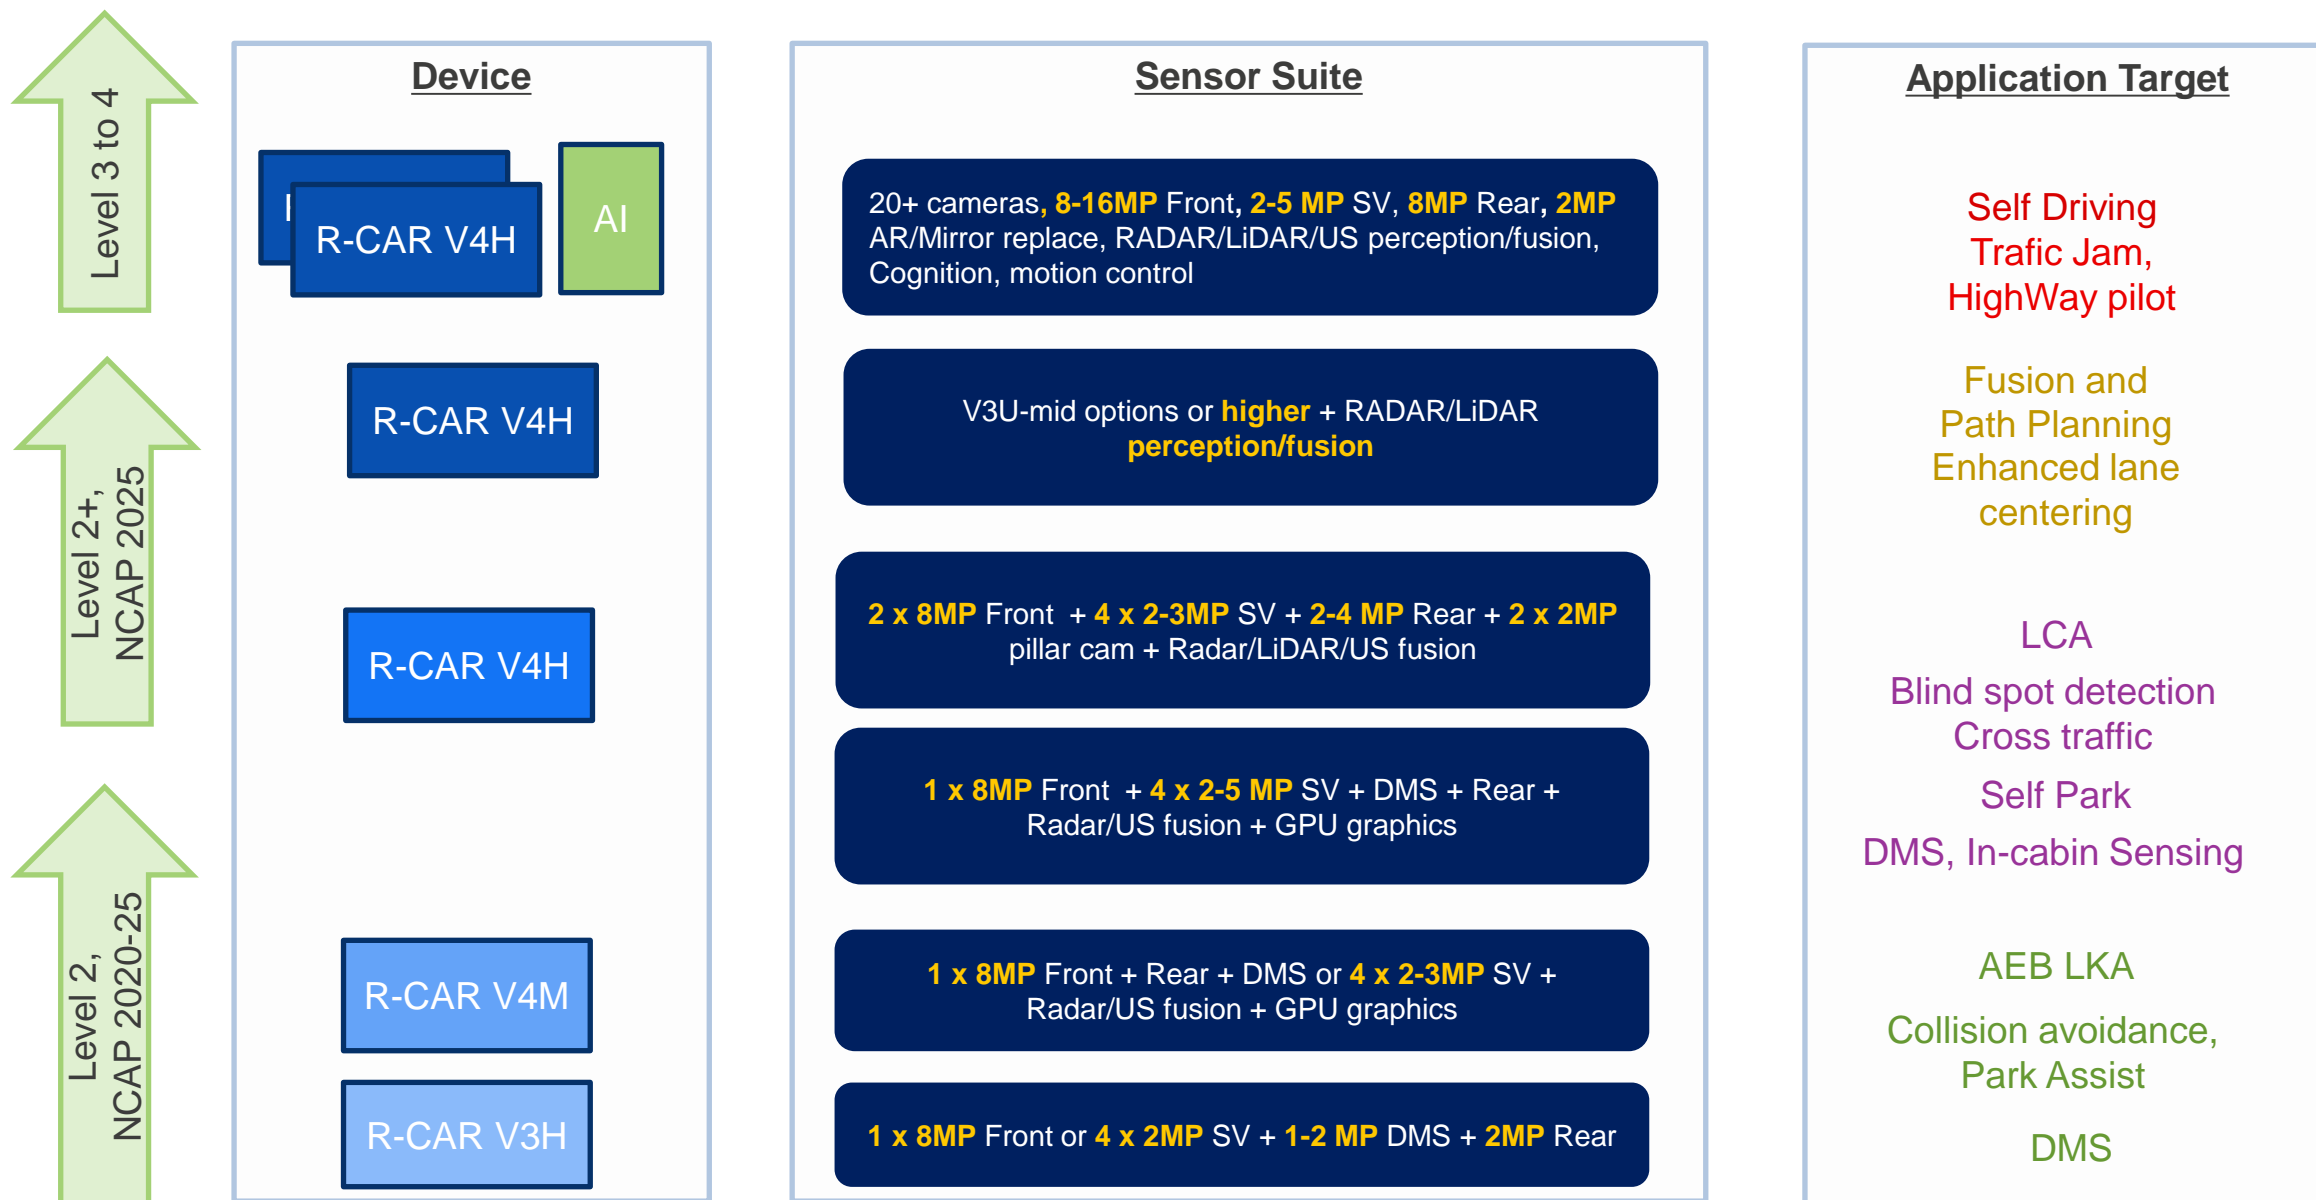 Level 3 to 4
Level 2+,
NCAP 2025
Level 2,
NCAP 2020-25
Device
R-CAR V4H
AI
R-CAR V4H
R-CAR V4H
R-CAR V4M
R-CAR V3H
Sensor Suite
20+ cameras, 8-16MP Front, 2-5 MP SV, 8MP Rear, 2MP
AR/Mirror replace, RADAR/LiDAR/US perception/fusion,
Cognition, motion control
V3U-mid options or higher + RADAR/LiDAR
perception/fusion
2 x 8MP Front + 4 x 2-3MP SV + 2-4 MP Rear + 2 x 2MP
pillar cam + Radar/LiDAR/US fusion
1 x 8MP Front + 4 x 2-5 MP SV + DMS + Rear +
Radar/US fusion + GPU graphics
1 x 8MP Front + Rear + DMS or 4 x 2-3MP SV +
Radar/US fusion + GPU graphics
1 x 8MP Front or 4 x 2MP SV + 1-2 MP DMS + 2MP Rear
Application Target
Self Driving
Trafic Jam,
HighWay pilot
Fusion and
Path Planning
Enhanced lane
centering
LCA
Blind spot detection
Cross traffic
Self Park
DMS, In-cabin Sensing
AEB LKA
Collision avoidance,
Park Assist
DMS